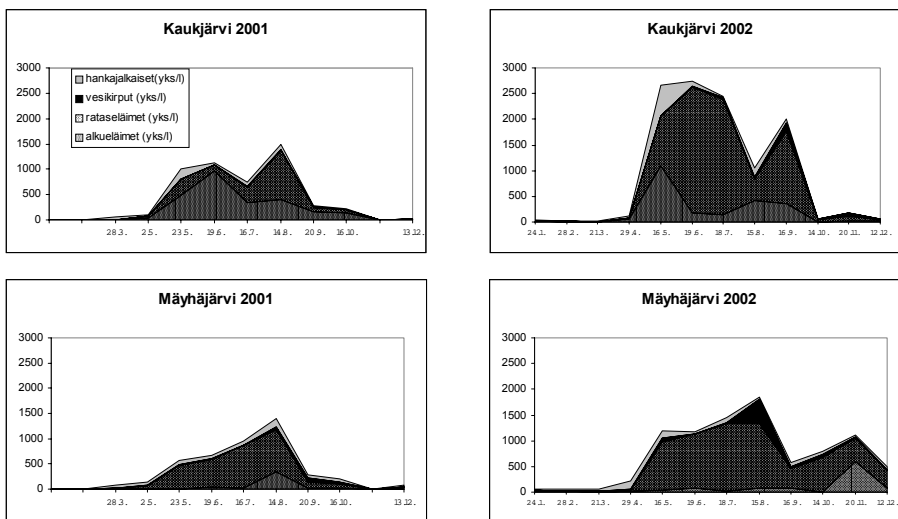 Kaukjärvi 2001
3000
2500
2000
1500
1000
500
0
hankajalkaiset(yks/l)
vesikirput (yks/l)
rataseläimet (yks/l)
alkueläimet (yks/l)
28.3. 2.5. 23.5. 19.6. 16.7. 14.8. 20.9. 16.10. 13.12.
Kaukjärvi 2002
3000
2500
2000
1500
1000
500
0
24.1. 28.2. 21.3. 29.4. 16.5. 19.6. 18.7. 15.8. 16.9. 14.10. 20.11. 12.12.
Mäyhäjärvi 2001
3000
2500
2000
1500
1000
500
0
28.3. 2.5. 23.5. 19.6. 16.7. 14.8. 20.9. 16.10. 13.12.
Mäyhäjärvi 2002
3000
2500
2000
1500
1000
500
0
24.1. 28.2. 21.3. 29.4. 16.5. 19.6. 18.7. 15.8. 16.9. 14.10. 20.11. 12.12.